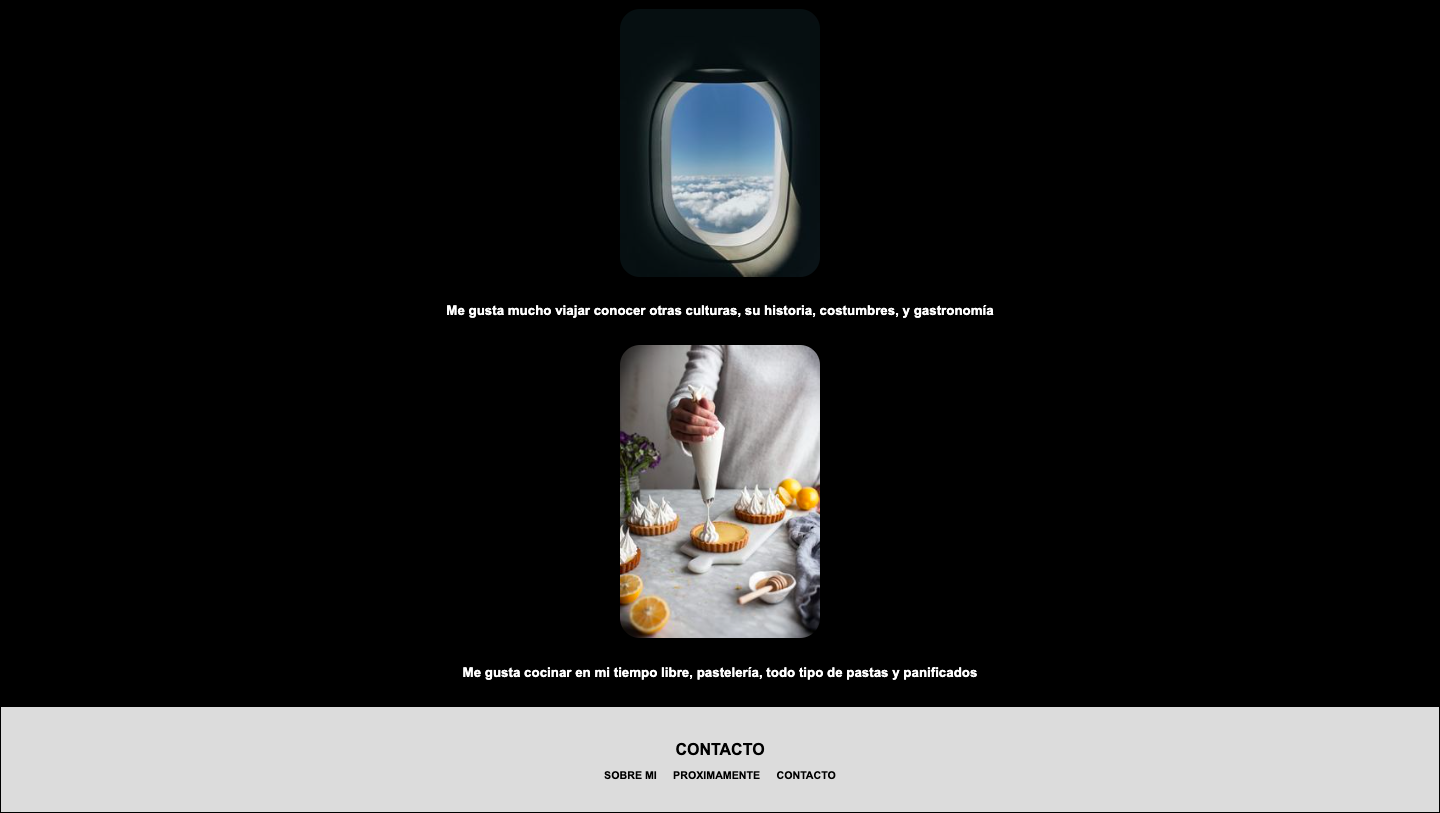 Me gusta mucho viajar conocer otras culturas, su historia, costumbres, y gastronomía
Me gusta cocinar en mi tiempo libre, pastelería, todo tipo de pastas y panificados
CONTACTO
SOBRE MI PROXIMAMENTE CONTACTO